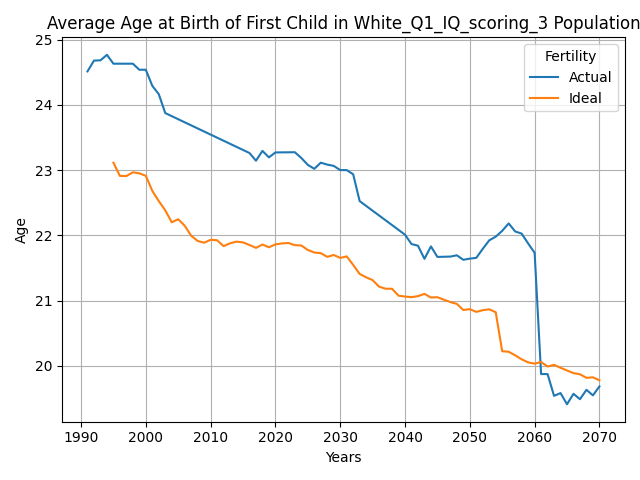 Average Age at Birth of First Child in White_Q1_IQ_scoring_3 Population
Fertility
Actual
Ideal
Age
25
24
23
22
21
20
1990 2000 2010 2020 2030 2040 2050 2060 2070
Years